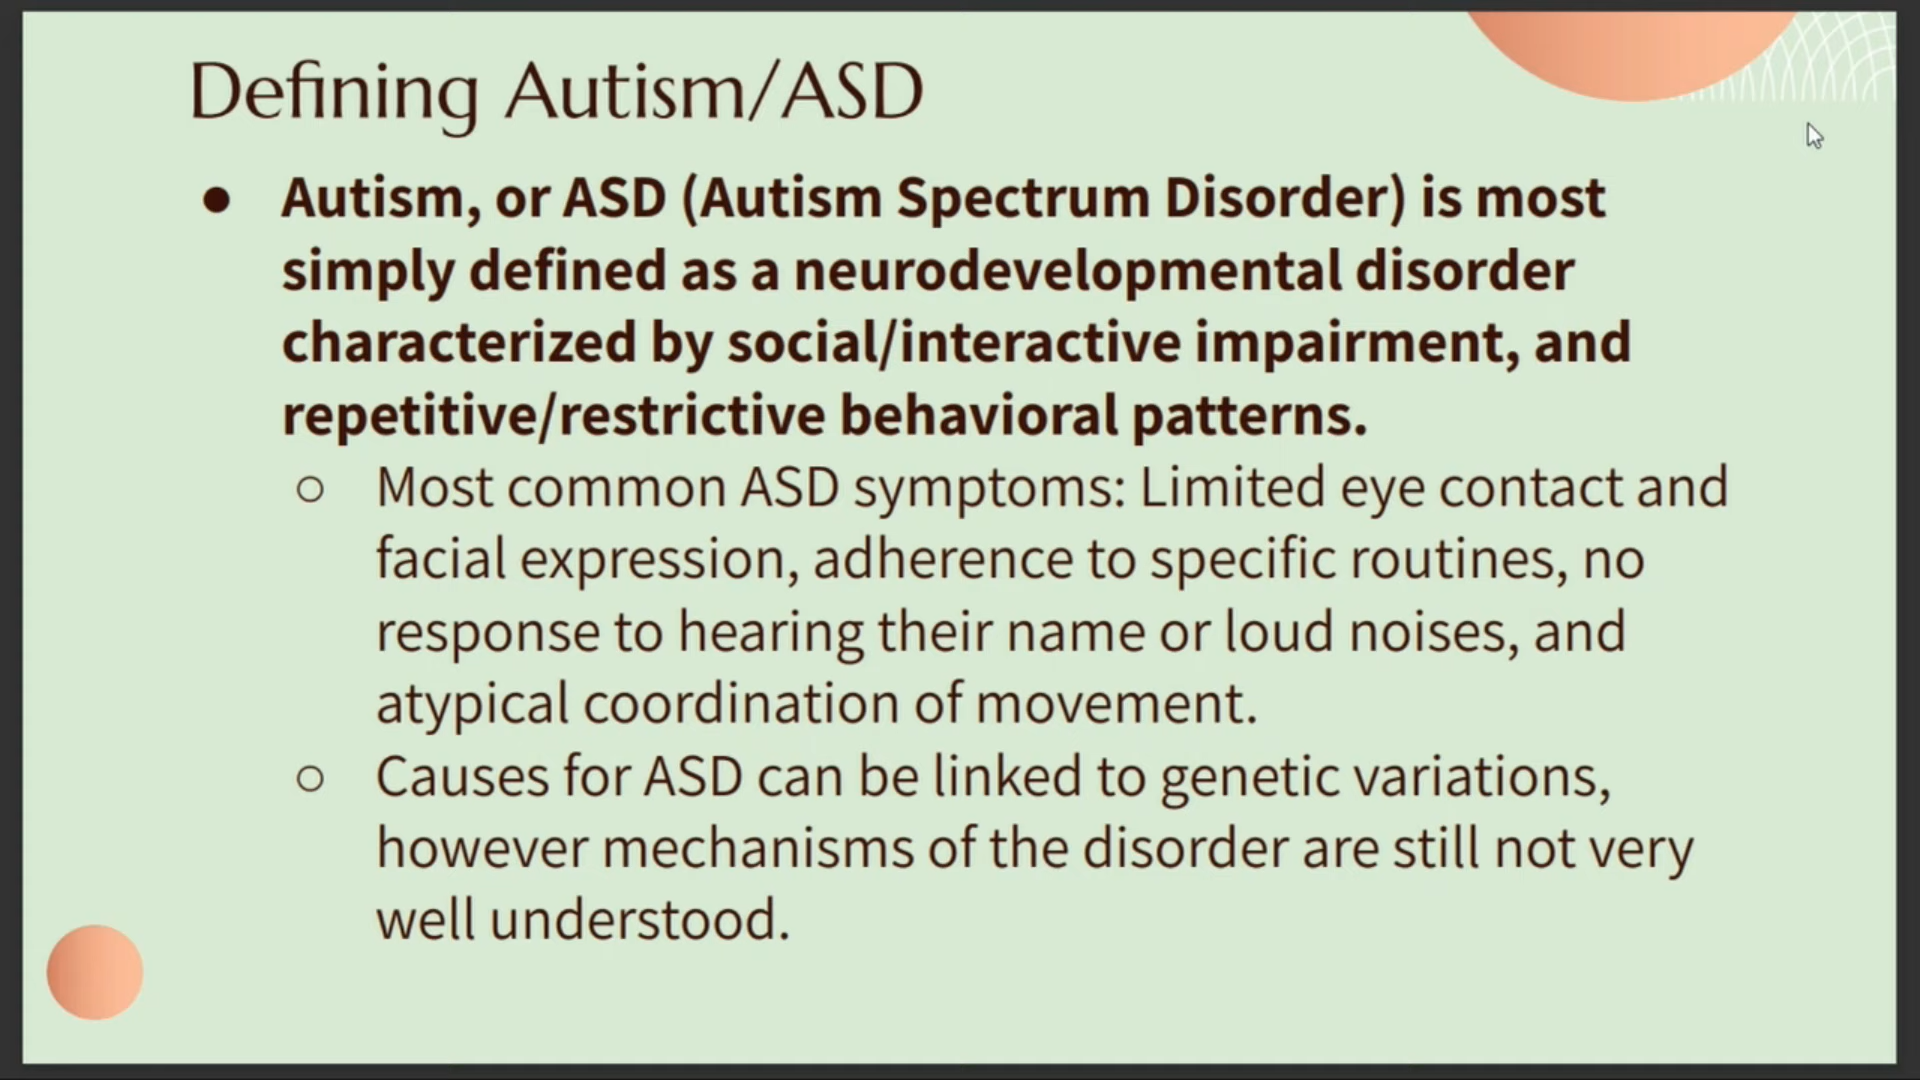 Defining Autism/ASD
● Autism, or ASD (Autism Spectrum Disorder) is most
simply defined as a neurodevelopmental disorder
characterized by social/interactive impairment, and
repetitive/restrictive behavioral patterns.
○ Most common ASD symptoms: Limited eye contact and
facial expression, adherence to specific routines, no
response to hearing their name or loud noises, and
atypical coordination of movement.
○ Causes for ASD can be linked to genetic variations,
however mechanisms of the disorder are still not very
well understood.